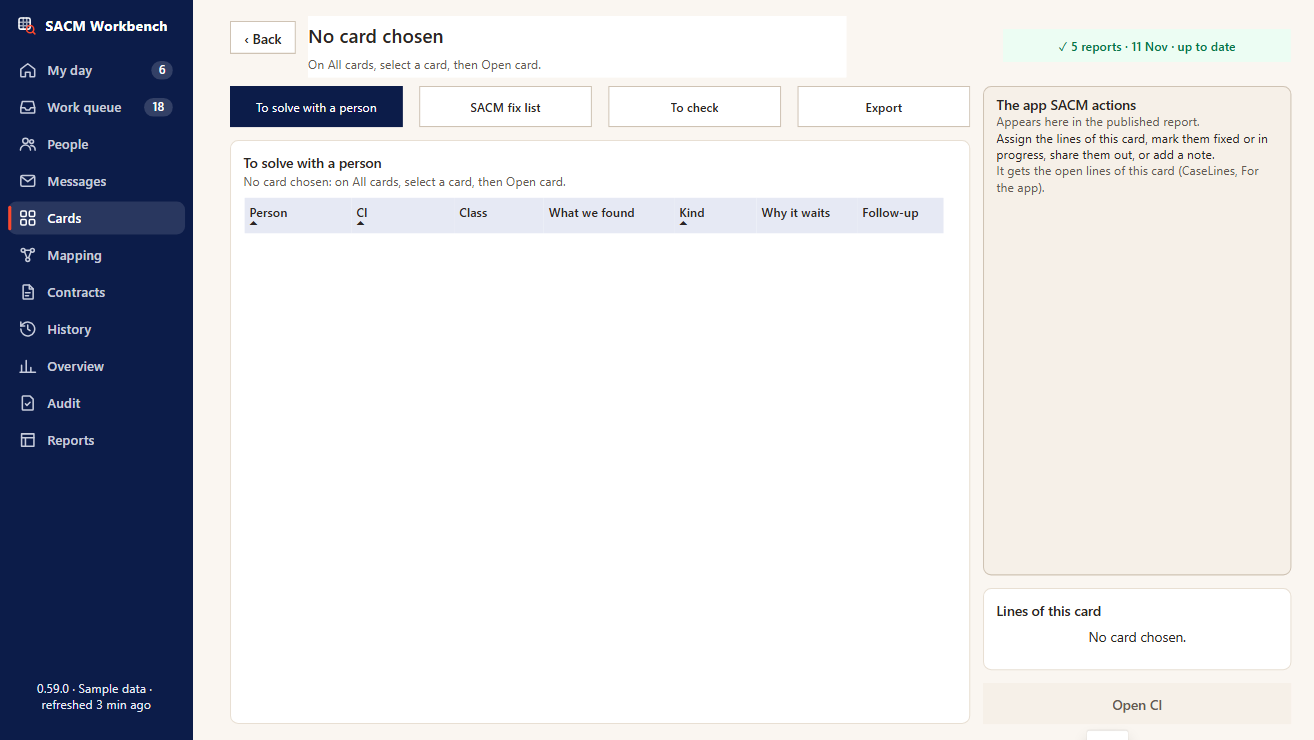 SACM Workbench
My day 6
Work queue 18
People
Messages
Cards
Mapping
Contracts
History
Overview
Audit
Reports
0.59.0 · Sample data ·
refreshed 3 min ago
‹ Back
No card chosen
On All cards, select a card, then Open card.
✓ 5 reports · 11 Nov · up to date
To solve with a person
SACM fix list
To check
Export
To solve with a person
No card chosen: on All cards, select a card, then Open card.
Person CI Class What we found Kind Why it waits Follow-up
The app SACM actions
Appears here in the published report.
Assign the lines of this card, mark them fixed or in
progress, share them out, or add a note.
It gets the open lines of this card (CaseLines, For
the app).
Lines of this card
No card chosen.
Open CI